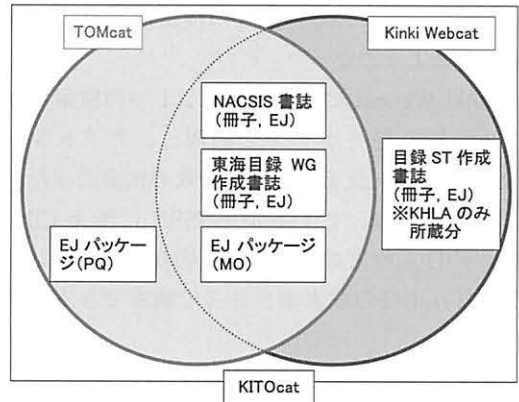 TOMcat
Kinki Webcat
NACSIS 書誌
(冊子, EJ)
東海目録 WG
作成書誌
(冊子, EJ)
EJ パッケージ
(MO)
EJ パッケー
ジ(PQ)
目録 ST 作成
書誌
(冊子, EJ)
※KHLA のみ
所蔵分
KITOcat